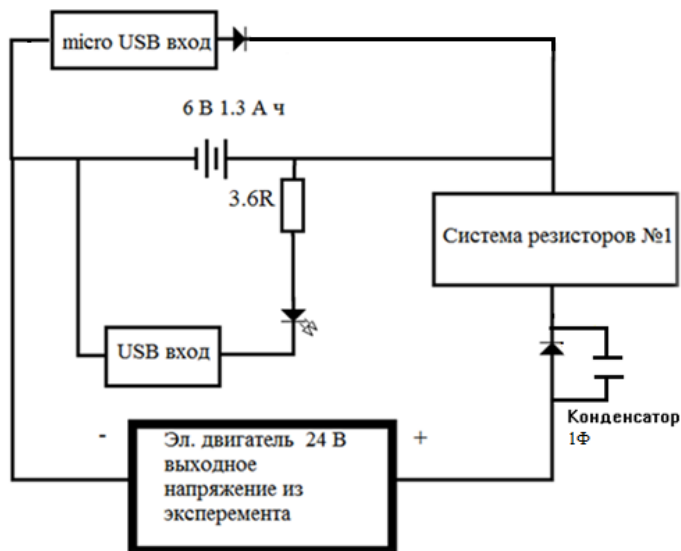 micro USB вход
6 В 1.3 А ч
3.6R
Система резисторов №1
USB вход
Конденсатор
1Ф
-
+
Эл. двигатель 24 В
выходное
напряжение из
эксперемента